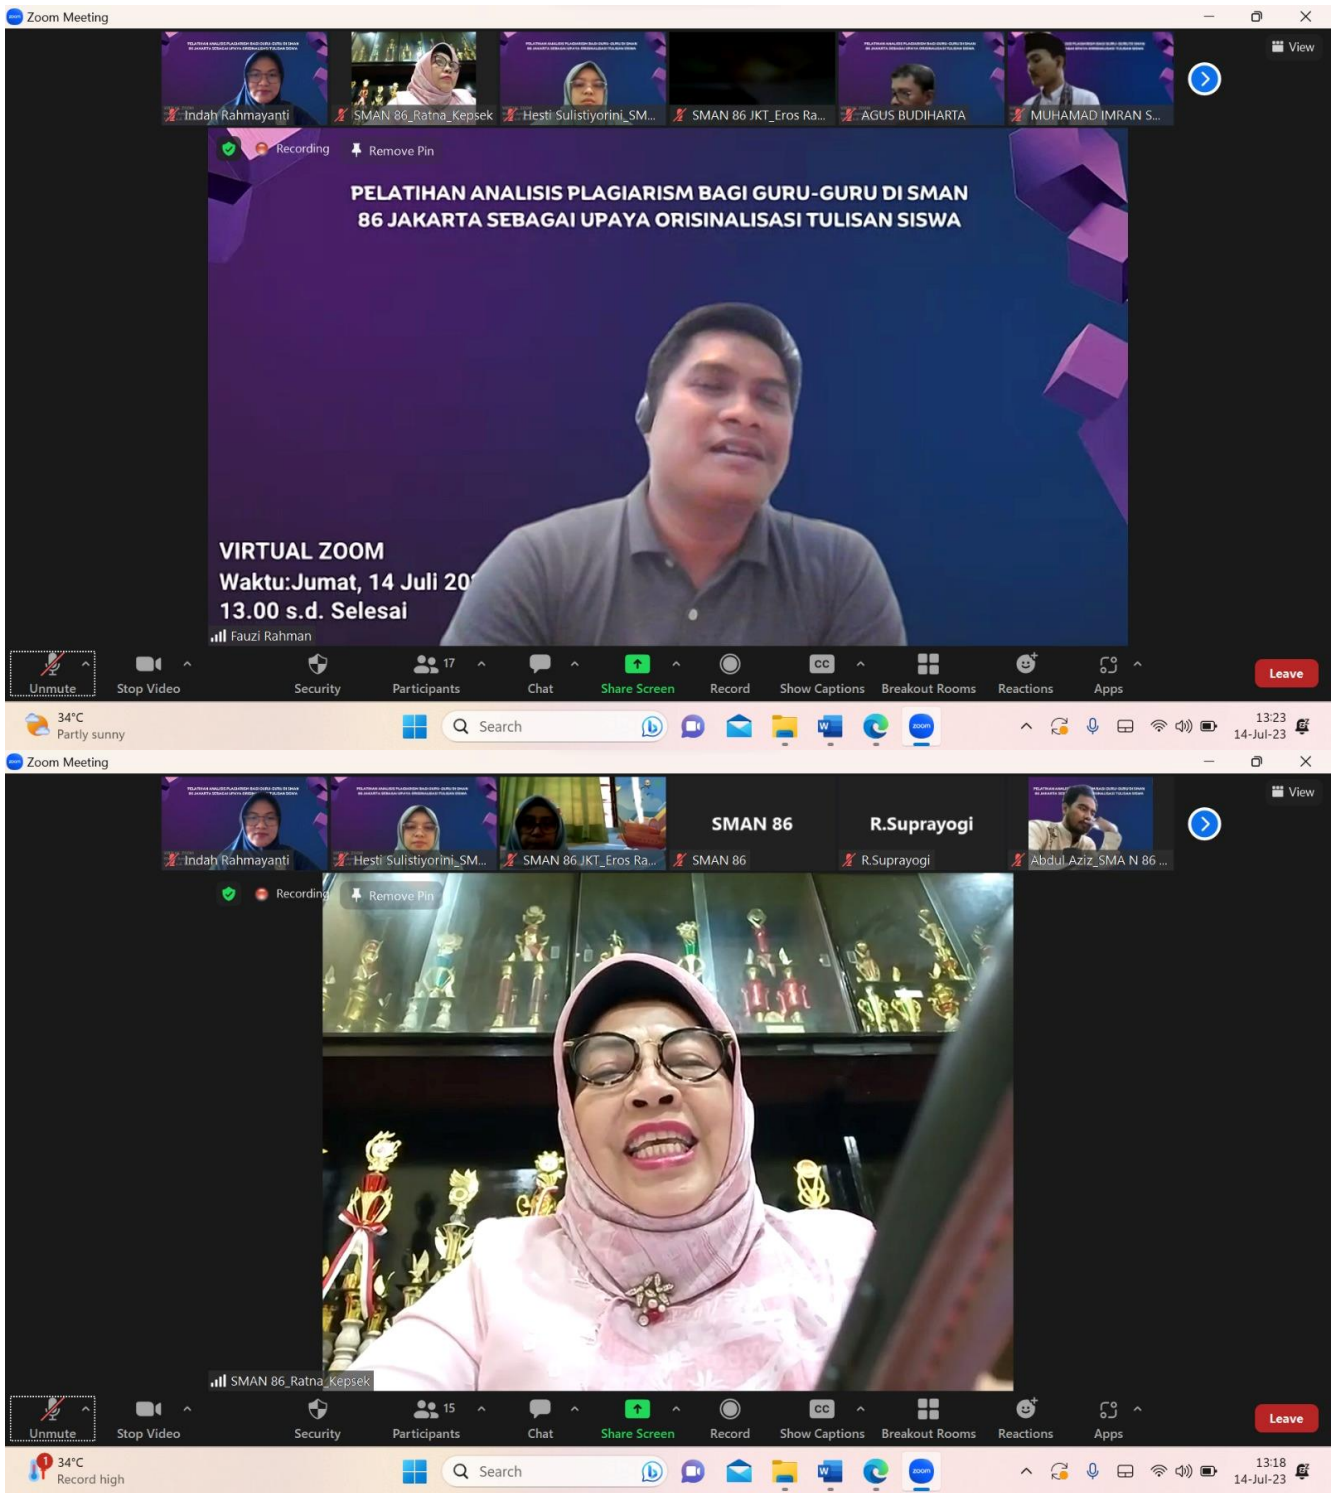 Zoom Meeting
View
Indah Rahmayanti
SMAN 86_Ratna_Kepsek
Hesti Sulistiyorini_SM...
SMAN 86 JKT_Eros Ra...
AGUS BUDIHARTA
MUHAMAD IMRAN S...
Recording
Remove Pin
PELATIHAN ANALISIS PLAGIARISM BAGI GURU-GURU DI SMAN
86 JAKARTA SEBAGAI UPAYA ORISINALISASI TULISAN SISWA
VIRTUAL ZOOM
Waktu:Jumat, 14 Juli 20
13.00 s.d. Selesai
Fauzi Rahman
17
CC
Unmute
Stop Video
Security
Participants
Chat
Share Screen
Record
Show Captions
Breakout Rooms
Reactions
Apps
Leave
34°C
Partly sunny
Search
zoom
13:23
14-Jul-23
Zoom Meeting
View
SMAN 86
R.Suprayogi
Indah Rahmayanti
Hesti Sulistiyorini_SM...
SMAN 86 JKT_Eros Ra...
SMAN 86
R.Suprayogi
Abdul Aziz_SMA N 86 ...
Recording
Remove Pin
SMAN 86_Ratna_Kepsek
15
CC
Unmute
Stop Video
Security
Participants
Chat
Share Screen
Record
Show Captions
Breakout Rooms
Reactions
Apps
Leave
1
34°C
Record high
Search
zoom
13:18
14-Jul-23